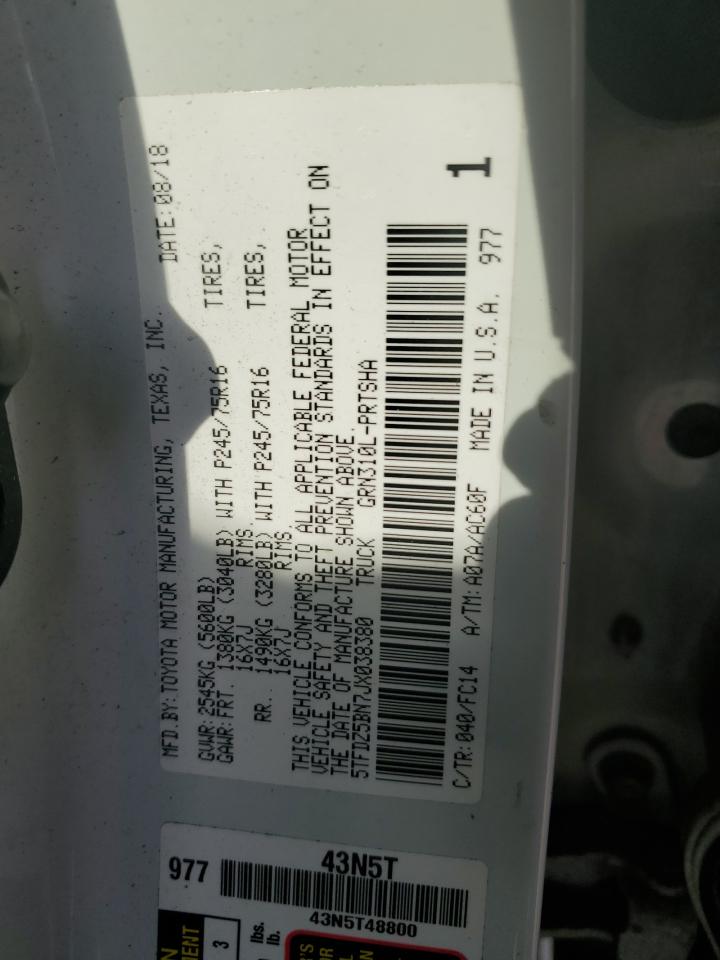 MFD.BY:TOYOTA MOTOR MANUFACTURING, TEXAS, INC. DATE:08/18
GVWR:2545KG (5600LB)
GAWR:FRT. 1380KG (3040LB) WITH P245/75R16 TIRES,
16X7J RIMS.
RR. 1490KG (3280LB) WITH P245/75R16 TIRES,
16X7J RIMS.
THIS VEHICLE CONFORMS TO ALL APPLICABLE FEDERAL MOTOR
VEHICLE SAFETY AND THEFT PREVENTION STANDARDS IN EFFECT ON
THE DATE OF MANUFACTURE SHOWN ABOVE.
5TFDZ5BN7JX038380 TRUCK GRN310L-PRTSHA
1
C/TR:040/FC14 A/TM:A07A/AC60F MADE IN U.S.A. 977
977 43N5T
43N5T48800
3
lbs.
lb.